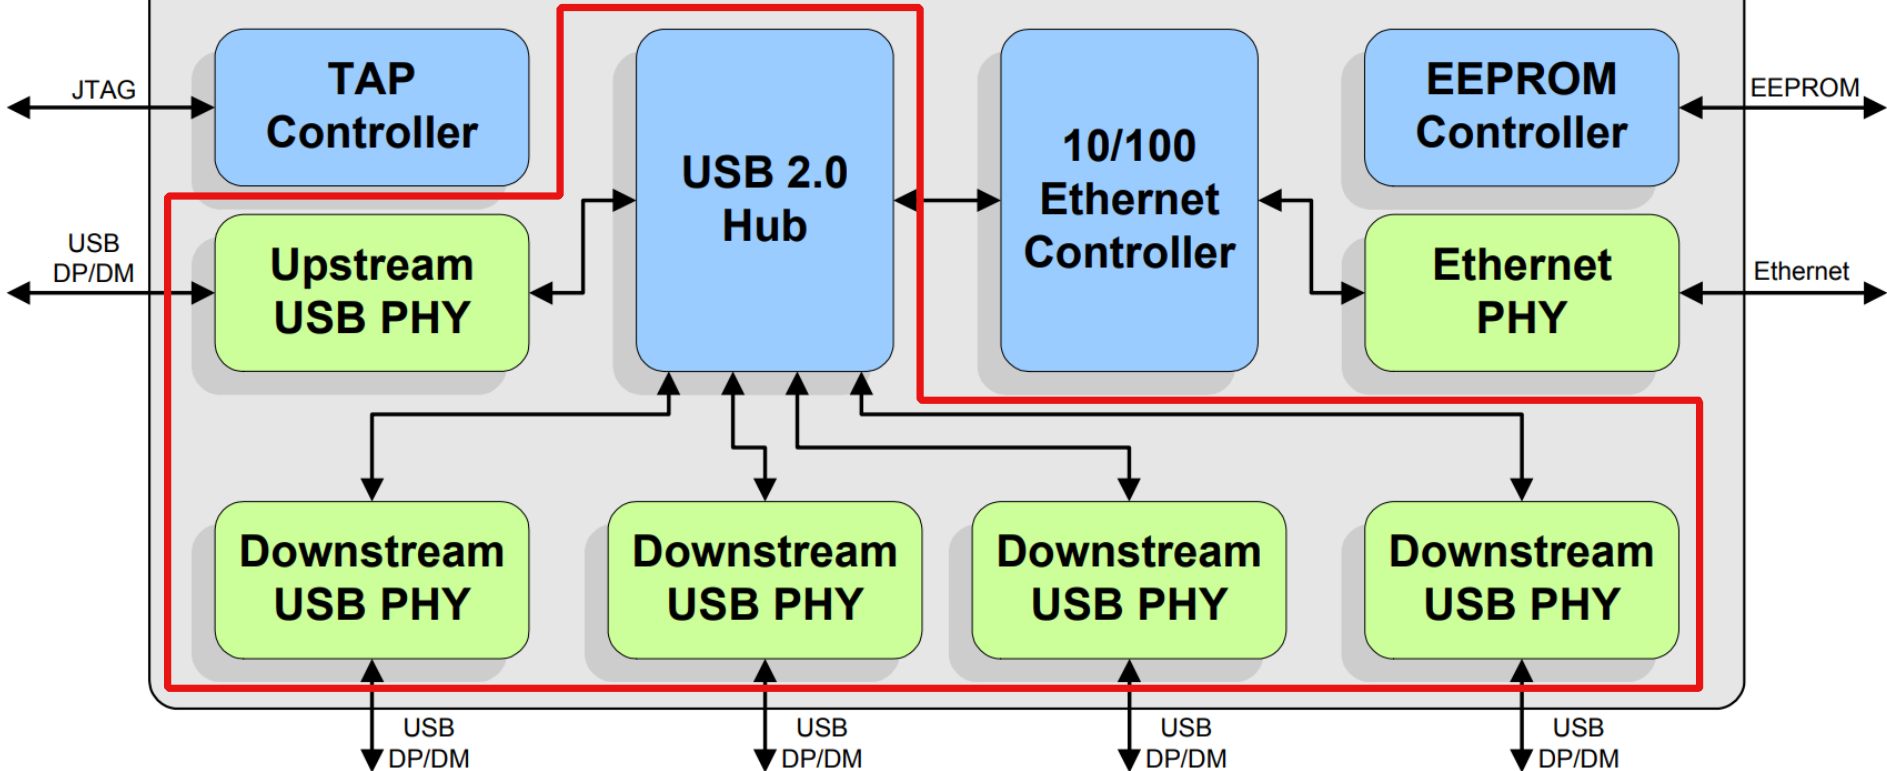 JTAG
TAP
Controller
USB 2.0
Hub
10/100
Ethernet
Controller
EEPROM
Controller
EEPROM
USB
DP/DM
Upstream
USB PHY
Ethernet
PHY
Ethernet
Downstream
USB PHY
Downstream
USB PHY
Downstream
USB PHY
Downstream
USB PHY
USB
DP/DM
USB
DP/DM
USB
DP/DM
USB
DP/DM